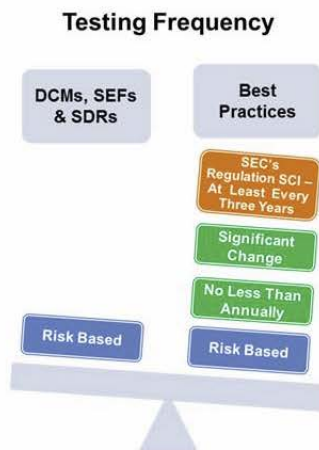 Testing Frequency
DCMs, SEFs
& SDRs
Best
Practices
SEC's
Regulation SCI –
At Least Every
Three Years
Significant
Change
No Less Than
Annually
Risk Based
Risk Based